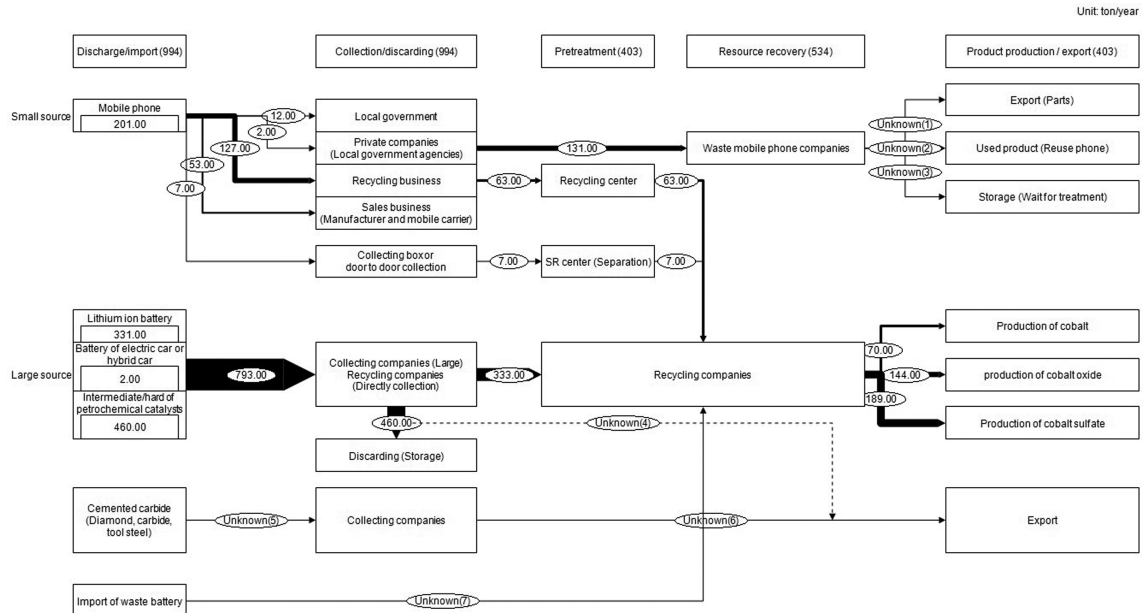 Unit: ton/year
Discharge/import (994)
Collection/discarding (994)
Pretreatment (403)
Resource recovery (534)
Product production / export (403)
Small source
Mobile phone
201.00
12.00
2.00
127.00
53.00
7.00
Local government
Private companies
(Local government agencies)
Recycling business
Sales business
(Manufacturer and mobile carrier)
Collecting box or
door to door collection
131.00
63.00
Recycling center
63.00
7.00
SR center (Separation)
7.00
Waste mobile phone companies
Unknown(1)
Unknown(2)
Unknown(3)
Export (Parts)
Used product (Reuse phone)
Storage (Wait for treatment)
Large source
Lithium ion battery
331.00
Battery of electric car or
hybrid car
2.00
Intermediate/hard of
petrochemical catalysts
460.00
793.00
Collecting companies (Large)
Recycling companies
(Directly collection)
333.00
Recycling companies
70.00
144.00
189.00
Production of cobalt
production of cobalt oxide
Production of cobalt sulfate
460.00
Unknown(4)
Discarding (Storage)
Cemented carbide
(Diamond, carbide,
tool steel)
Unknown(5)
Collecting companies
Unknown(6)
Export
Import of waste battery
Unknown(7)